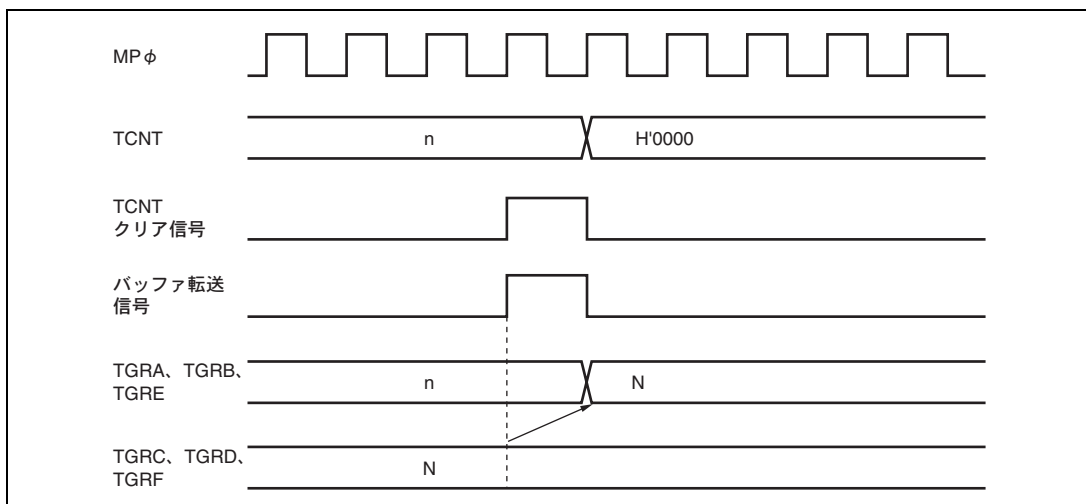 MPφ
TCNT
n
H'0000
TCNT
クリア信号
バッファ転送
信号
TGRA、TGRB、
TGRE
n
N
TGRC、TGRD、
TGRF
N